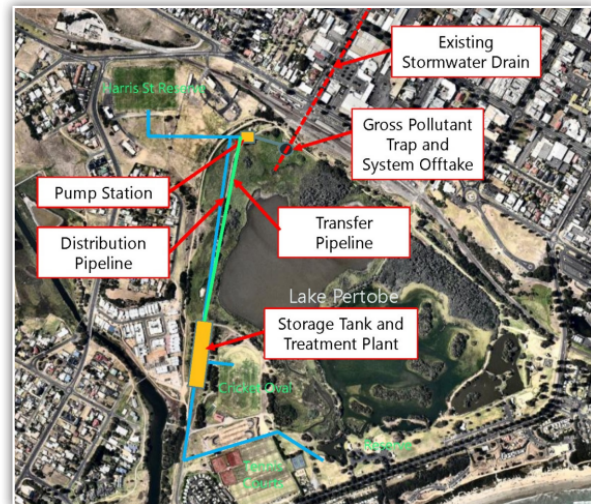 Existing
Stormwater Drain
Harris St Reserve
Gross Pollutant
Trap and
System Offtake
Pump Station
Distribution
Pipeline
Transfer
Pipeline
Lake Pertobe
Storage Tank and
Treatment Plant
Cricket Oval
Reserve
Tennis
Courts